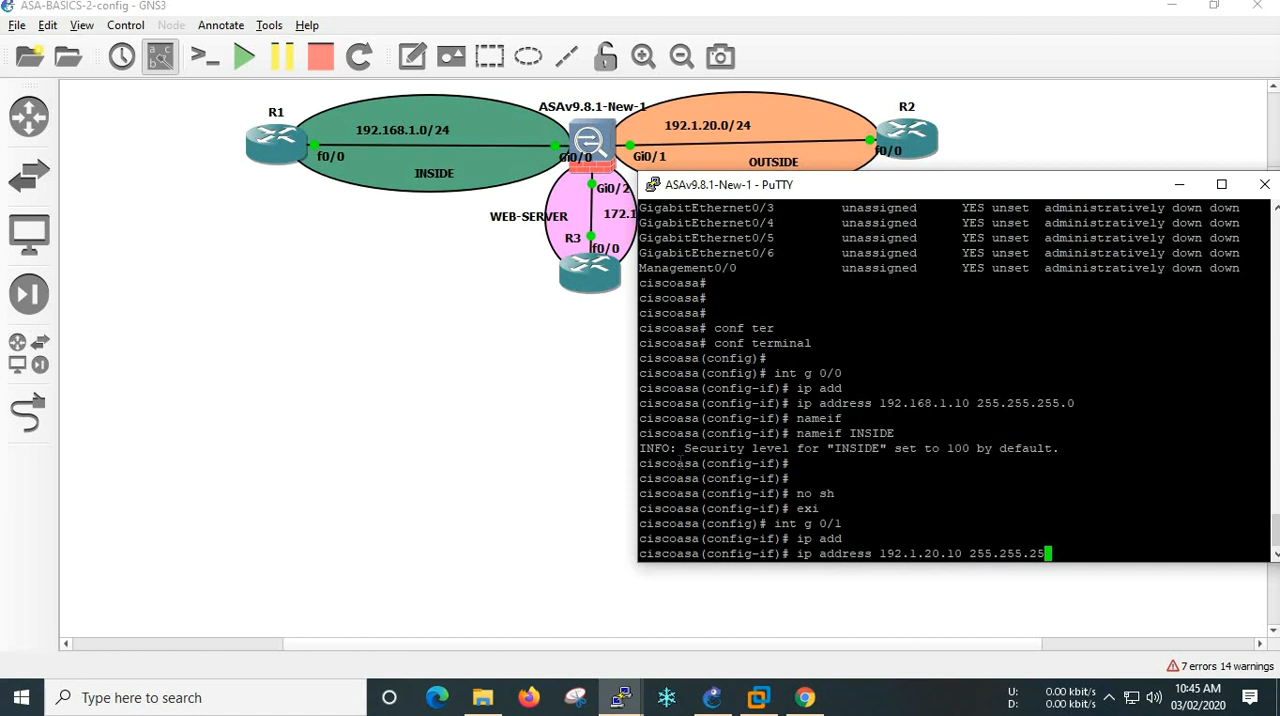 ASA-BASICS-2-config - GNS3
File Edit View Control Node Annotate Tools Help
R1
192.168.1.0/24
f0/0
INSIDE
ASAv9.8.1-New-1
Gi0/0
Gi0/1
192.1.20.0/24
OUTSIDE
R2
f0/0
Gi0/2
WEB-SERVER
172.1
R3
f0/0
ASAv9.8.1-New-1 - PuTTY
GigabitEthernet0/3 unassigned YES unset administratively down down
GigabitEthernet0/4 unassigned YES unset administratively down down
GigabitEthernet0/5 unassigned YES unset administratively down down
GigabitEthernet0/6 unassigned YES unset administratively down down
Management0/0 unassigned YES unset administratively down down
ciscoasa#
ciscoasa#
ciscoasa#
ciscoasa# conf ter
ciscoasa# conf terminal
ciscoasa(config)#
ciscoasa(config)# int g 0/0
ciscoasa(config-if)# ip add
ciscoasa(config-if)# ip address 192.168.1.10 255.255.255.0
ciscoasa(config-if)# nameif
ciscoasa(config-if)# nameif INSIDE
INFO: Security level for "INSIDE" set to 100 by default.
ciscoasa(config-if)#
ciscoasa(config-if)#
ciscoasa(config-if)# no sh
ciscoasa(config-if)# exi
ciscoasa(config)# int g 0/1
ciscoasa(config-if)# ip add
ciscoasa(config-if)# ip address 192.1.20.10 255.255.25
7 errors 14 warnings
Type here to search
U: 0.00 kbit/s
D: 0.00 kbit/s
10:45 AM
03/02/2020